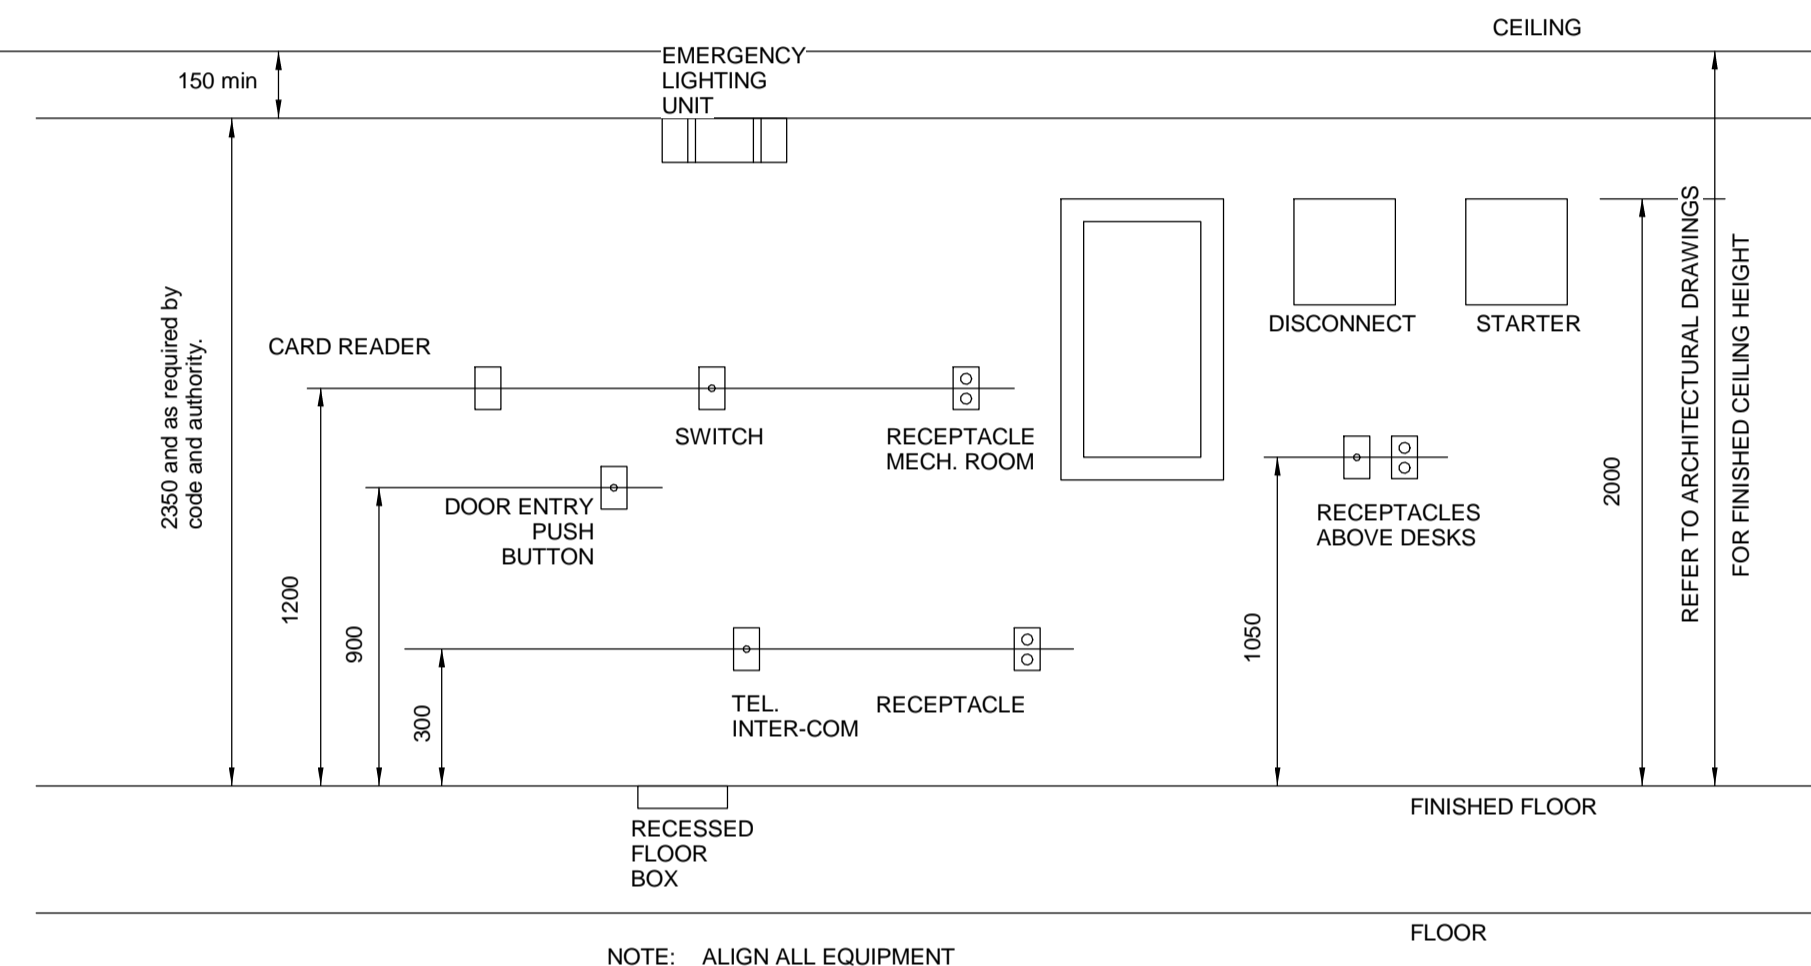 CEILING
150 min
EMERGENCY
LIGHTING
UNIT
2350 and as required by
code and authority.
CARD READER
SWITCH
RECEPTACLE
MECH. ROOM
DISCONNECT
STARTER
REFER TO ARCHITECTURAL DRAWINGS
FOR FINISHED CEILING HEIGHT
DOOR ENTRY
PUSH
BUTTON
RECEPTACLES
ABOVE DESKS
2000
1200
900
300
1050
TEL.
INTER-COM
RECEPTACLE
FINISHED FLOOR
RECESSED
FLOOR
BOX
FLOOR
NOTE: ALIGN ALL EQUIPMENT